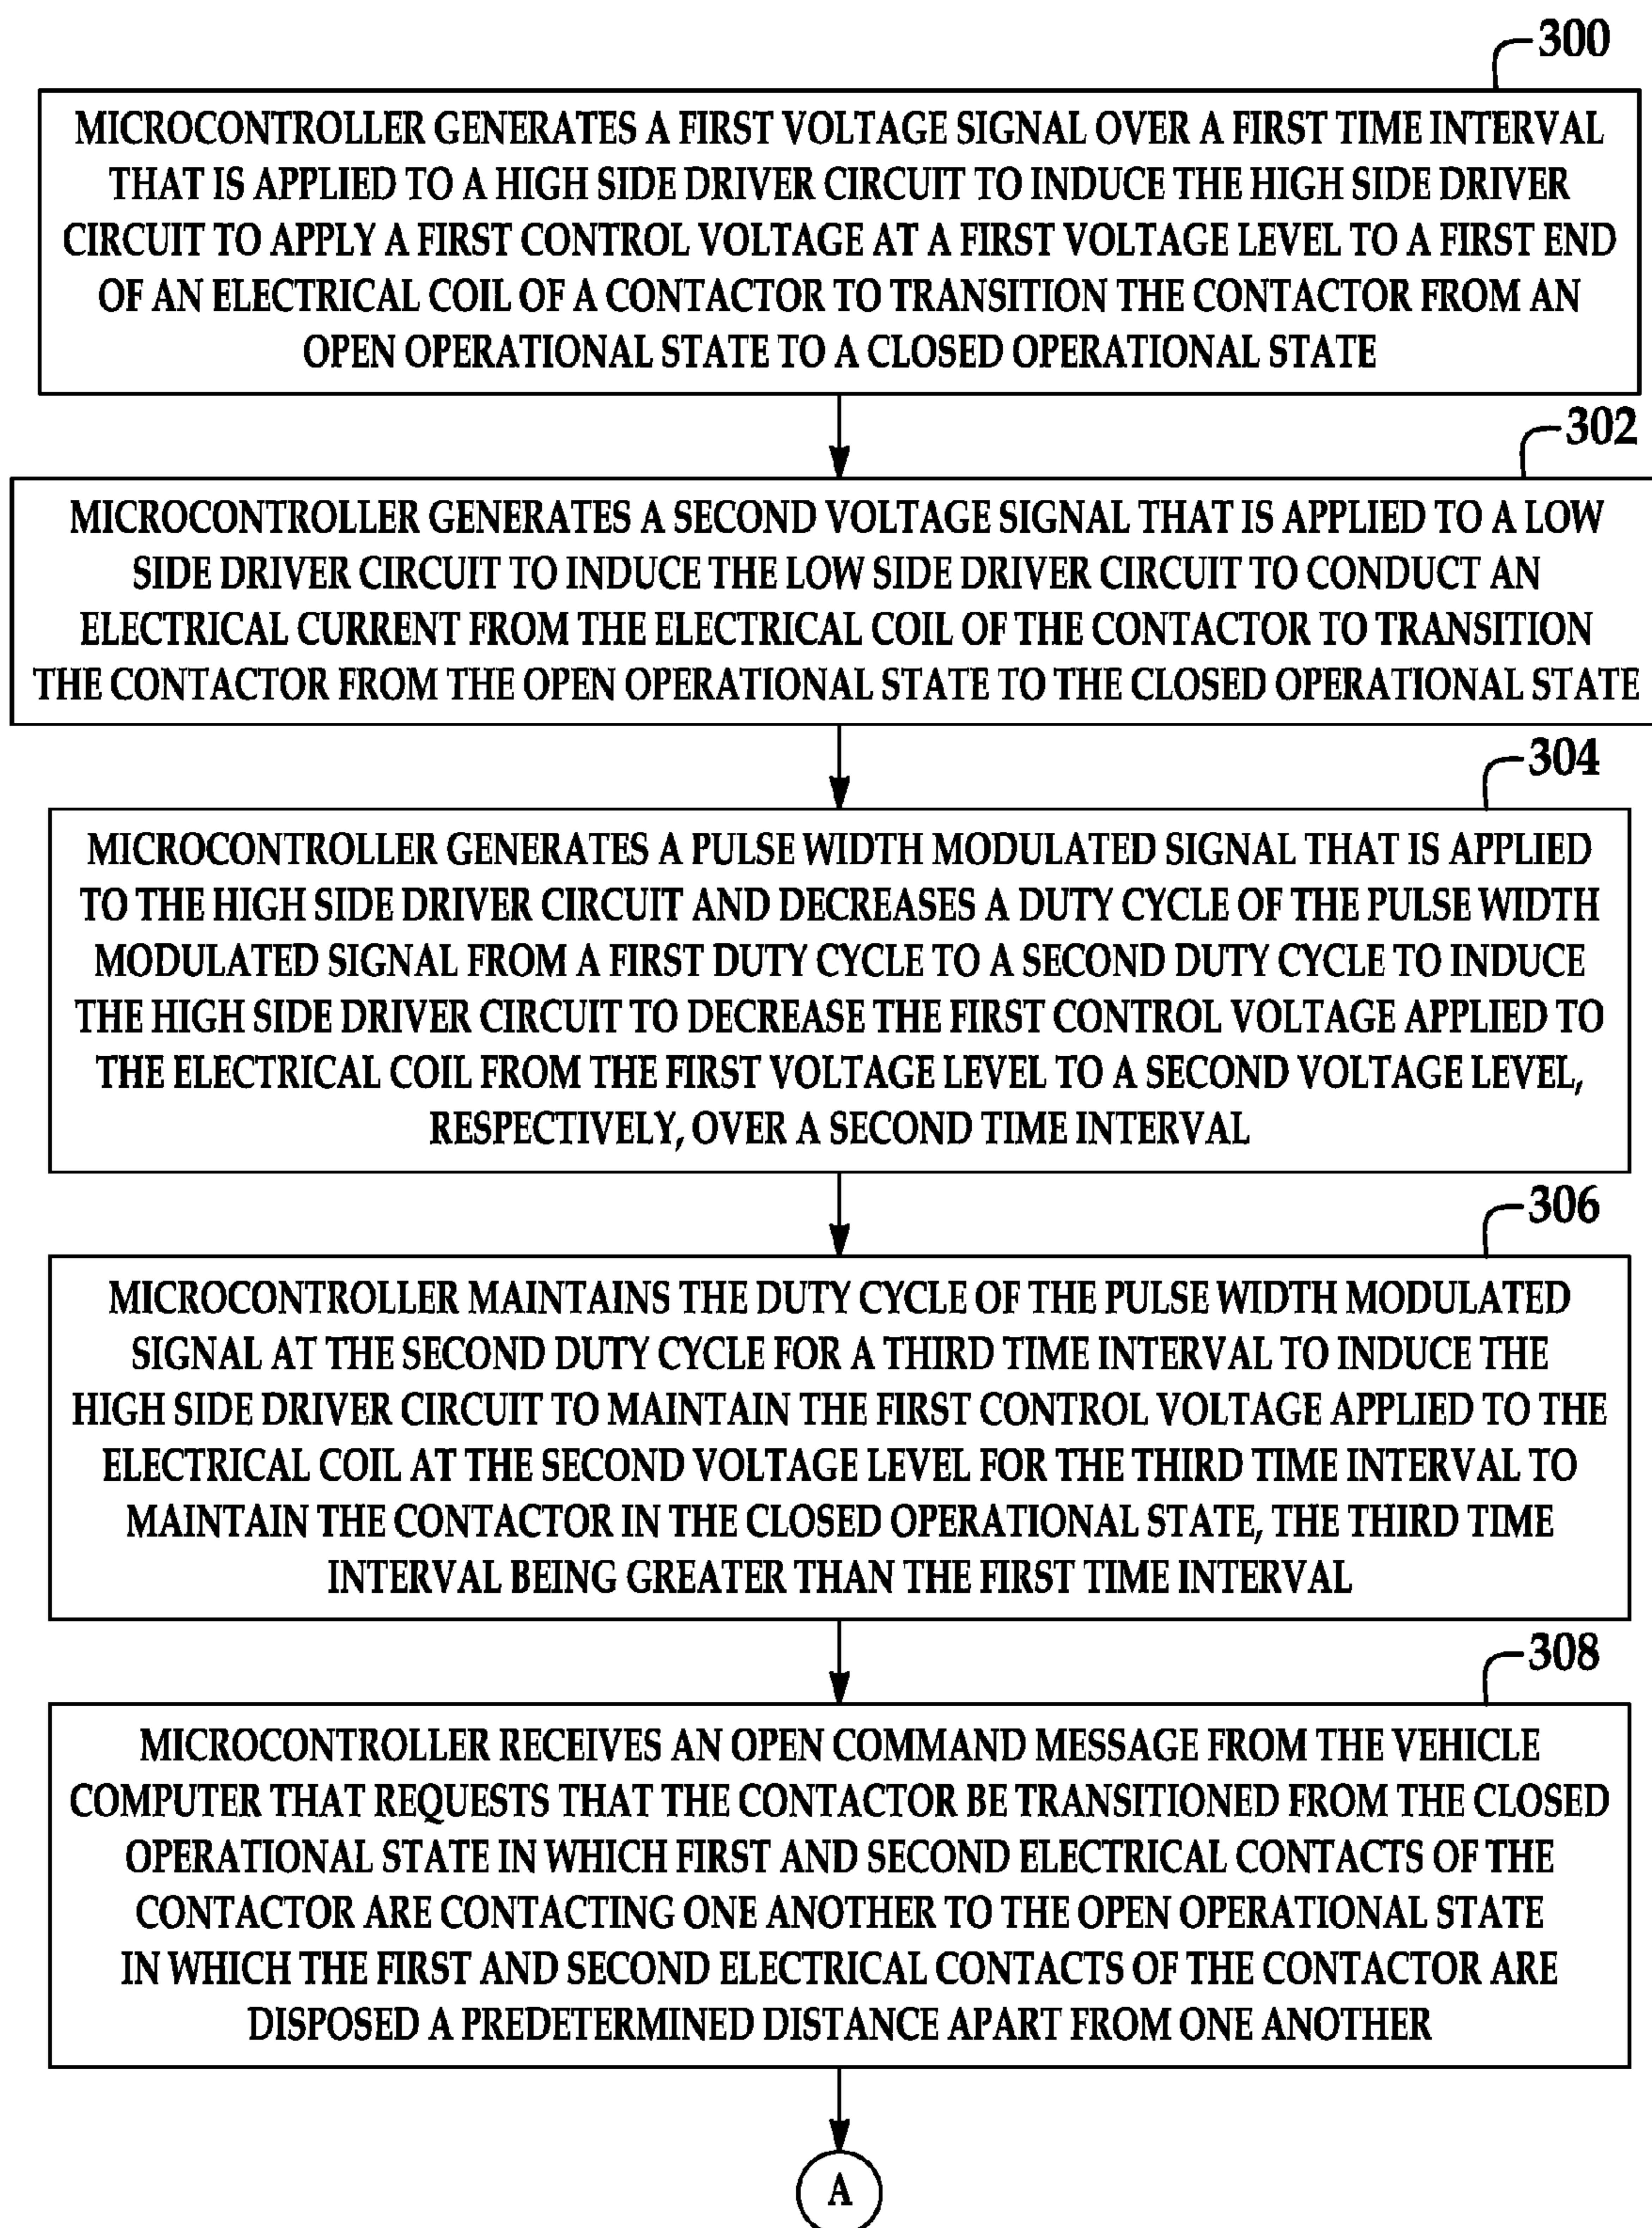 300
MICROCONTROLLER GENERATES A FIRST VOLTAGE SIGNAL OVER A FIRST TIME INTERVAL
THAT IS APPLIED TO A HIGH SIDE DRIVER CIRCUIT TO INDUCE THE HIGH SIDE DRIVER
CIRCUIT TO APPLY A FIRST CONTROL VOLTAGE AT A FIRST VOLTAGE LEVEL TO A FIRST END
OF AN ELECTRICAL COIL OF A CONTACTOR TO TRANSITION THE CONTACTOR FROM AN
OPEN OPERATIONAL STATE TO A CLOSED OPERATIONAL STATE
302
MICROCONTROLLER GENERATES A SECOND VOLTAGE SIGNAL THAT IS APPLIED TO A LOW
SIDE DRIVER CIRCUIT TO INDUCE THE LOW SIDE DRIVER CIRCUIT TO CONDUCT AN
ELECTRICAL CURRENT FROM THE ELECTRICAL COIL OF THE CONTACTOR TO TRANSITION
THE CONTACTOR FROM THE OPEN OPERATIONAL STATE TO THE CLOSED OPERATIONAL STATE
304
MICROCONTROLLER GENERATES A PULSE WIDTH MODULATED SIGNAL THAT IS APPLIED
TO THE HIGH SIDE DRIVER CIRCUIT AND DECREASES A DUTY CYCLE OF THE PULSE WIDTH
MODULATED SIGNAL FROM A FIRST DUTY CYCLE TO A SECOND DUTY CYCLE TO INDUCE
THE HIGH SIDE DRIVER CIRCUIT TO DECREASE THE FIRST CONTROL VOLTAGE APPLIED TO
THE ELECTRICAL COIL FROM THE FIRST VOLTAGE LEVEL TO A SECOND VOLTAGE LEVEL,
RESPECTIVELY, OVER A SECOND TIME INTERVAL
306
MICROCONTROLLER MAINTAINS THE DUTY CYCLE OF THE PULSE WIDTH MODULATED
SIGNAL AT THE SECOND DUTY CYCLE FOR A THIRD TIME INTERVAL TO INDUCE THE
HIGH SIDE DRIVER CIRCUIT TO MAINTAIN THE FIRST CONTROL VOLTAGE APPLIED TO THE
ELECTRICAL COIL AT THE SECOND VOLTAGE LEVEL FOR THE THIRD TIME INTERVAL TO
MAINTAIN THE CONTACTOR IN THE CLOSED OPERATIONAL STATE, THE THIRD TIME
INTERVAL BEING GREATER THAN THE FIRST TIME INTERVAL
308
MICROCONTROLLER RECEIVES AN OPEN COMMAND MESSAGE FROM THE VEHICLE
COMPUTER THAT REQUESTS THAT THE CONTACTOR BE TRANSITIONED FROM THE CLOSED
OPERATIONAL STATE IN WHICH FIRST AND SECOND ELECTRICAL CONTACTS OF THE
CONTACTOR ARE CONTACTING ONE ANOTHER TO THE OPEN OPERATIONAL STATE
IN WHICH THE FIRST AND SECOND ELECTRICAL CONTACTS OF THE CONTACTOR ARE
DISPOSED A PREDETERMINED DISTANCE APART FROM ONE ANOTHER
A